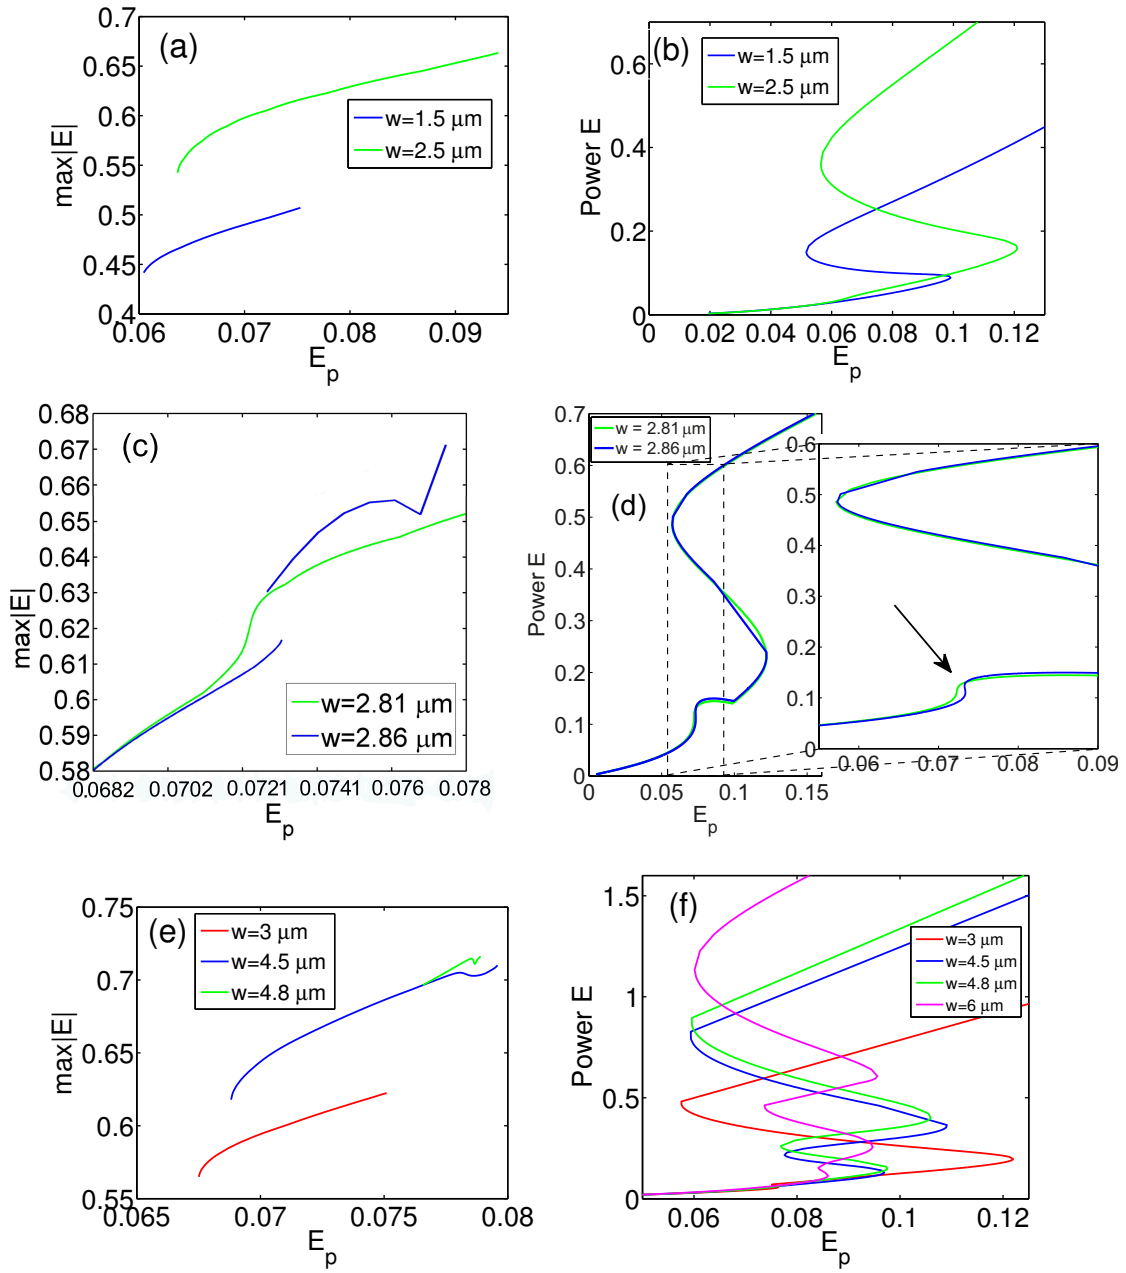 (a)
0.7
0.65
0.6
0.55
0.5
0.45
0.4
max|E|
w=1.5 μm
w=2.5 μm
0.06 0.07 0.08 0.09
E_p
(b)
0.6
0.4
0.2
0
Power E
w=1.5 μm
w=2.5 μm
0 0.02 0.04 0.06 0.08 0.1 0.12
E_p
(c)
0.68
0.67
0.66
0.65
0.64
0.63
0.62
0.61
0.6
0.59
0.58
max|E|
w=2.81 μm
w=2.86 μm
0.0682 0.0702 0.0721 0.0741 0.076 0.078
E_p
(d)
0.7
0.6
0.5
0.4
0.3
0.2
0.1
0
Power E
w = 2.81 μm
w = 2.86 μm
0 0.05 0.1 0.15
E_p
0.6
0.5
0.4
0.3
0.2
0.1
0
0.06 0.07 0.08 0.09
(e)
0.75
0.7
0.65
0.6
0.55
max|E|
w=3 μm
w=4.5 μm
w=4.8 μm
0.065 0.07 0.075 0.08
E_p
(f)
1.5
1
0.5
0
Power E
w=3 μm
w=4.5 μm
w=4.8 μm
w=6 μm
0.06 0.08 0.1 0.12
E_p